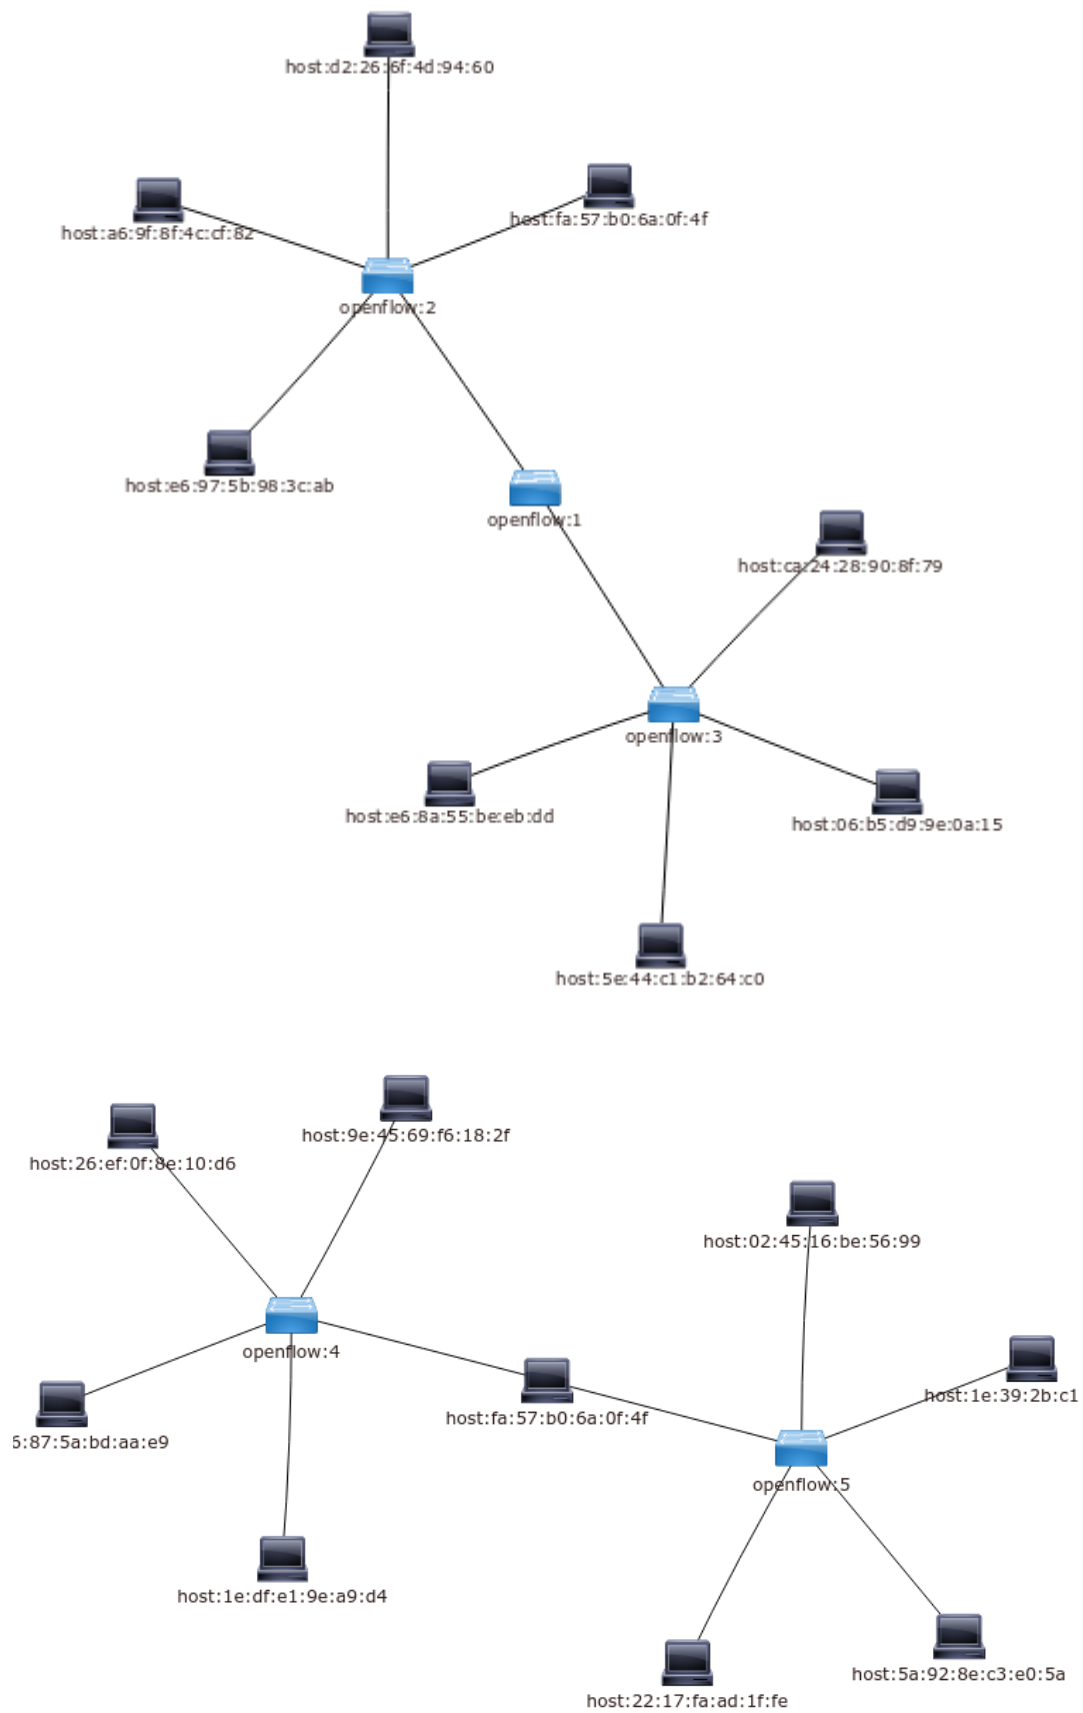 host:d2:26:6f:4d:94:60
host:fa:57:b0:6a:0f:4f
host:a6:9f:8f:4c:cf:82
openflow:2
host:e6:97:5b:98:3c:ab
openflow:1
host:ca:24:28:90:8f:79
openflow:3
host:e6:8a:55:be:eb:dd
host:06:b5:d9:9e:0a:15
host:5e:44:c1:b2:64:c0
host:9e:45:69:f6:18:2f
host:26:ef:0f:8e:10:d6
host:02:45:16:be:56:99
openflow:4
host:1e:39:2b:c1
host:fa:57:b0:6a:0f:4f
5:87:5a:bd:aa:e9
openflow:5
host:1e:df:e1:9e:a9:d4
host:5a:92:8e:c3:e0:5a
host:22:17:fa:ad:1f:fe